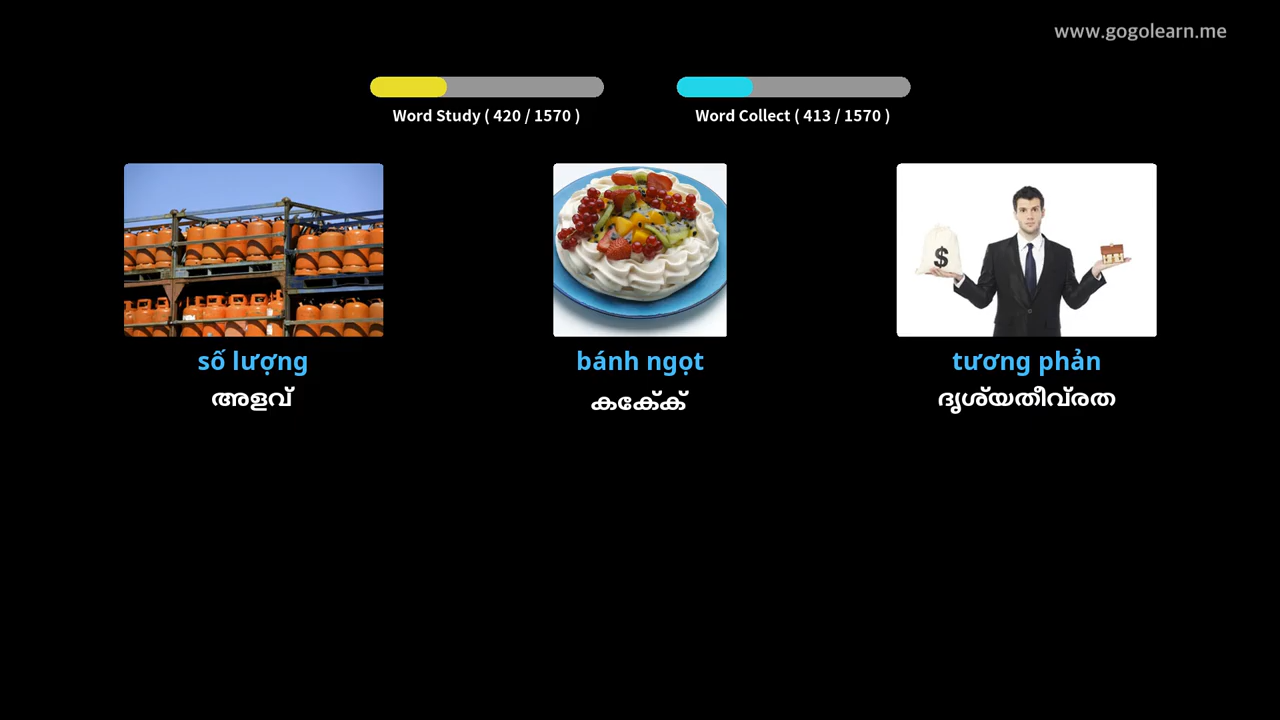 www.gogolearn.me
Word Study ( 420 / 1570 )
Word Collect ( 413 / 1570 )
$
số lượng
bánh ngọt
tương phản
അളവ്
കകേ്ക്
ദൃശ്യതീവ്രത